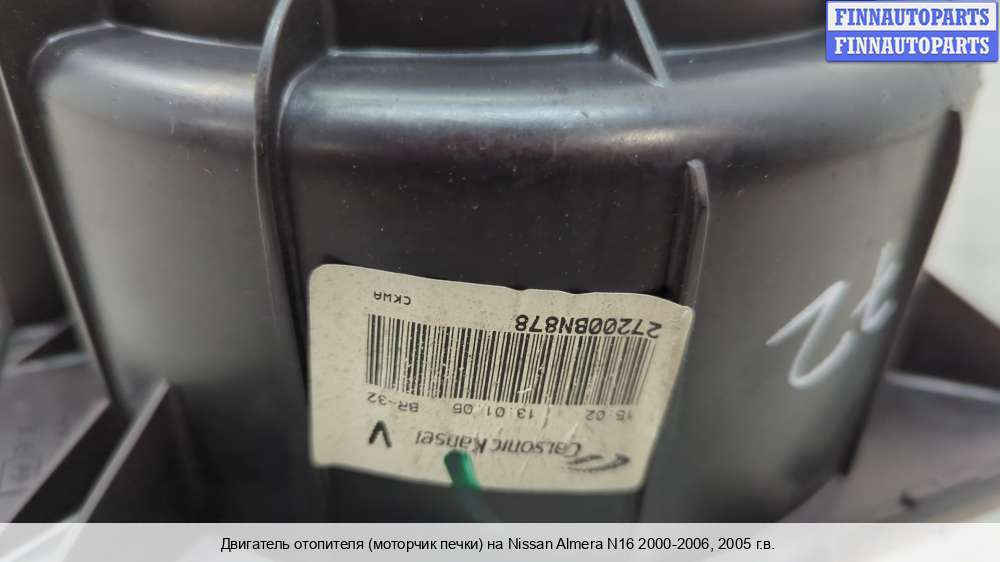 FINNAUTOPARTS
FINNAUTOPARTS
Calsonic Kansei
15.02 13.01.05 BR-32
27200BN878
CKWA
Двигатель отопителя (моторчик печки) на Nissan Almera N16 2000-2006, 2005 г.в.